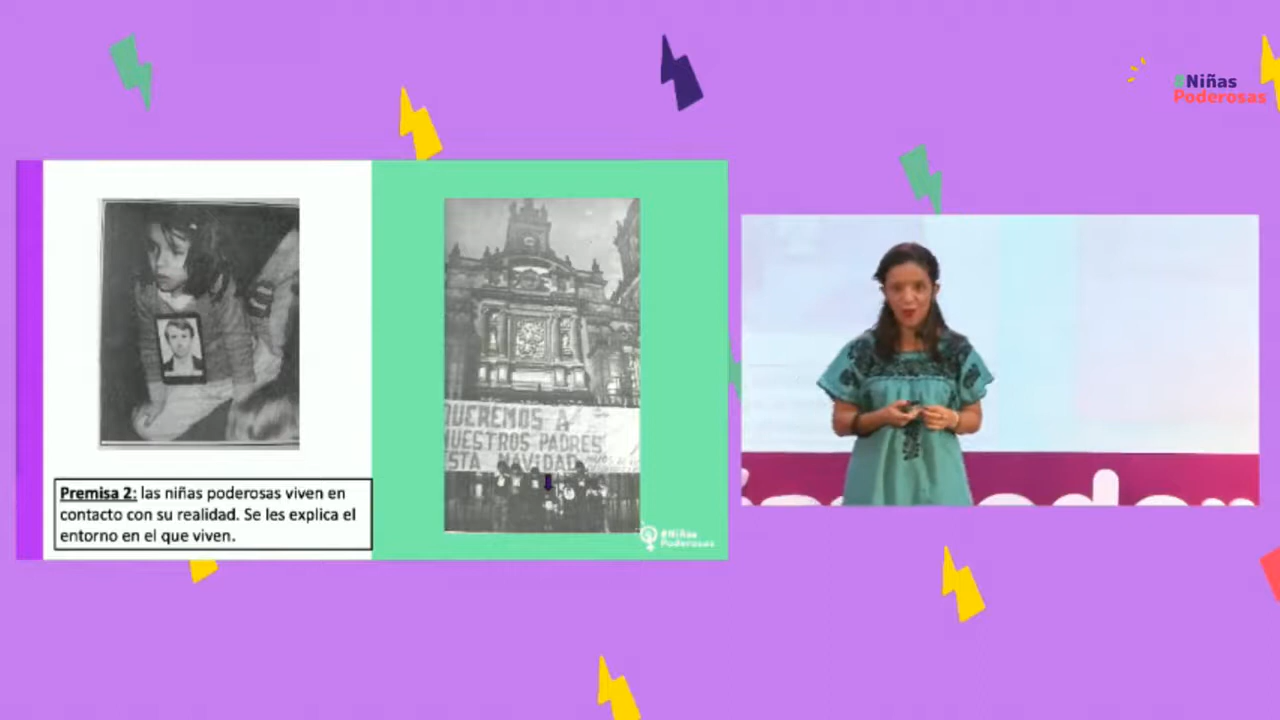 #Niñas
Poderosas
QUEREMOS A
NUESTROS PADRES
ESTA NAVIDAD
Premisa 2: las niñas poderosas viven en
contacto con su realidad. Se les explica el
entorno en el que viven.
#Niñas
Poderosas